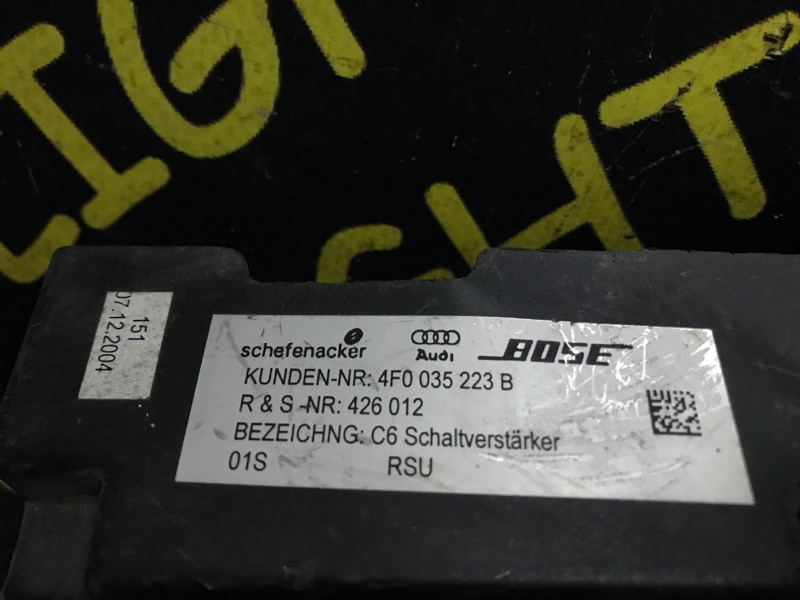 LIGHT
151
07.12.2004
schefenacker Audi BOSE
KUNDEN-NR: 4F0 035 223 B
R & S -NR: 426 012
BEZEICHNG: C6 Schaltverstärker
01S RSU